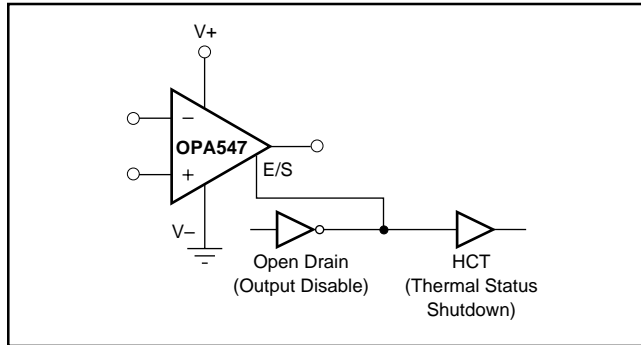 V+
−
OPA547
E/S
+
V–
Open Drain
(Output Disable)
HCT
(Thermal Status
Shutdown)